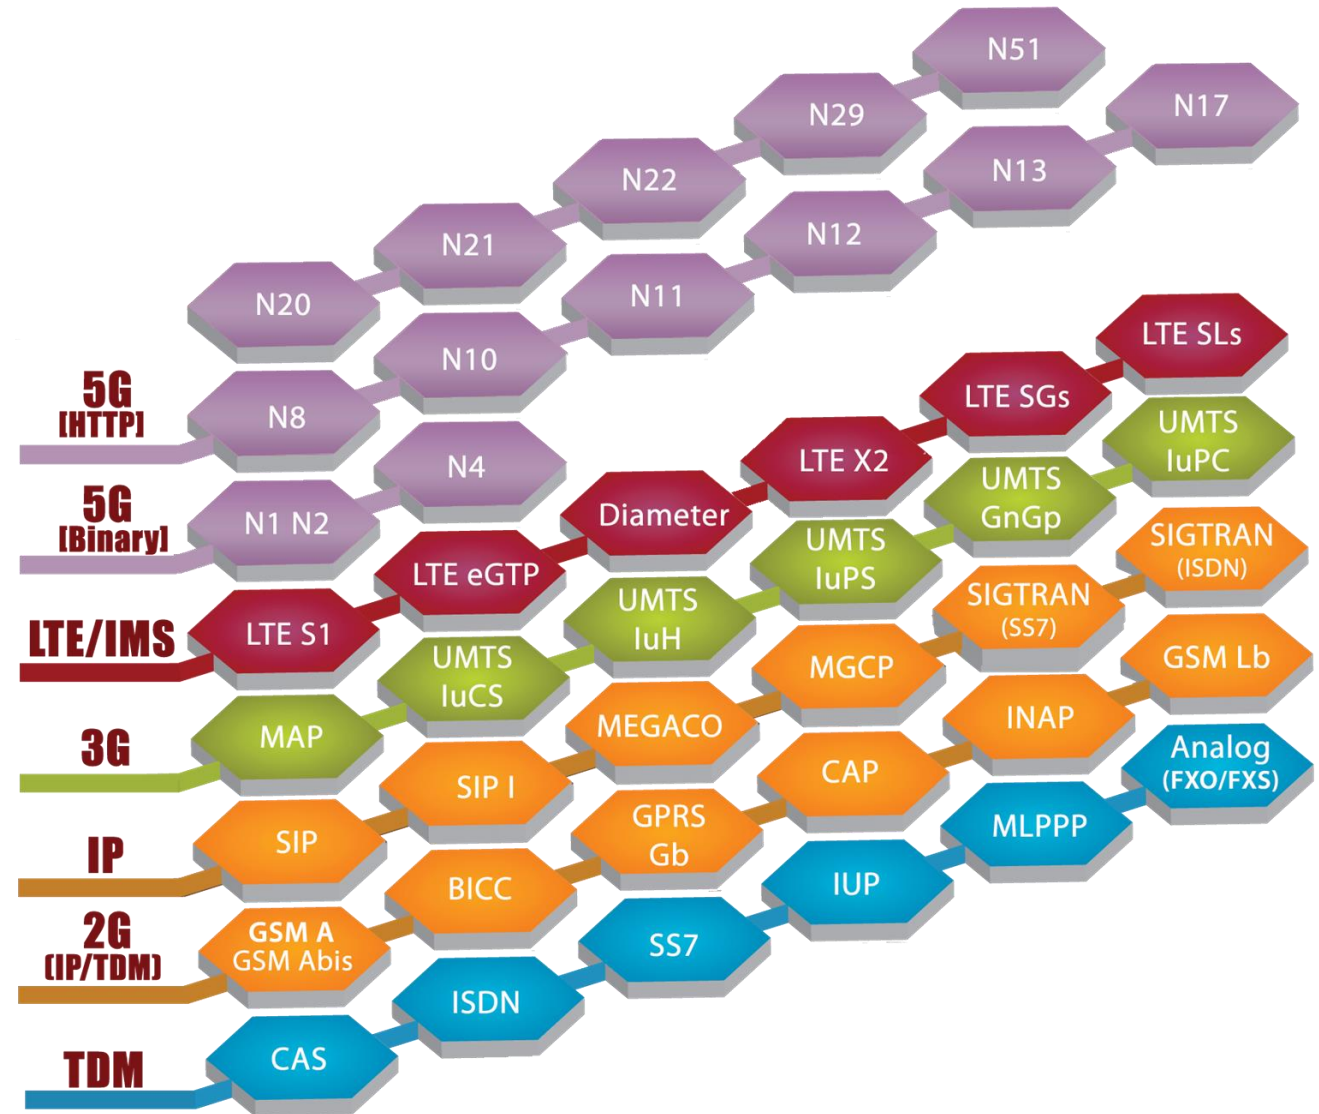 N51
N29
N17
N22
N13
N21
N12
N20
N11
N10
5G
[HTTP]
N8
N4
5G
[Binary]
N1 N2
LTE SLs
LTE SGs
LTE X2
Diameter
LTE eGTP
LTE/IMS
LTE S1
UMTS
IuPC
UMTS
GnGp
UMTS
IuPS
UMTS
IuH
UMTS
IuCS
3G
MAP
SIGTRAN
(ISDN)
SIGTRAN
(SS7)
MGCP
MEGACO
SIP I
IP
SIP
GSM Lb
INAP
CAP
GPRS
Gb
BICC
2G
(IP/TDM)
GSM A
GSM Abis
Analog
(FXO/FXS)
MLPPP
IUP
SS7
ISDN
TDM
CAS